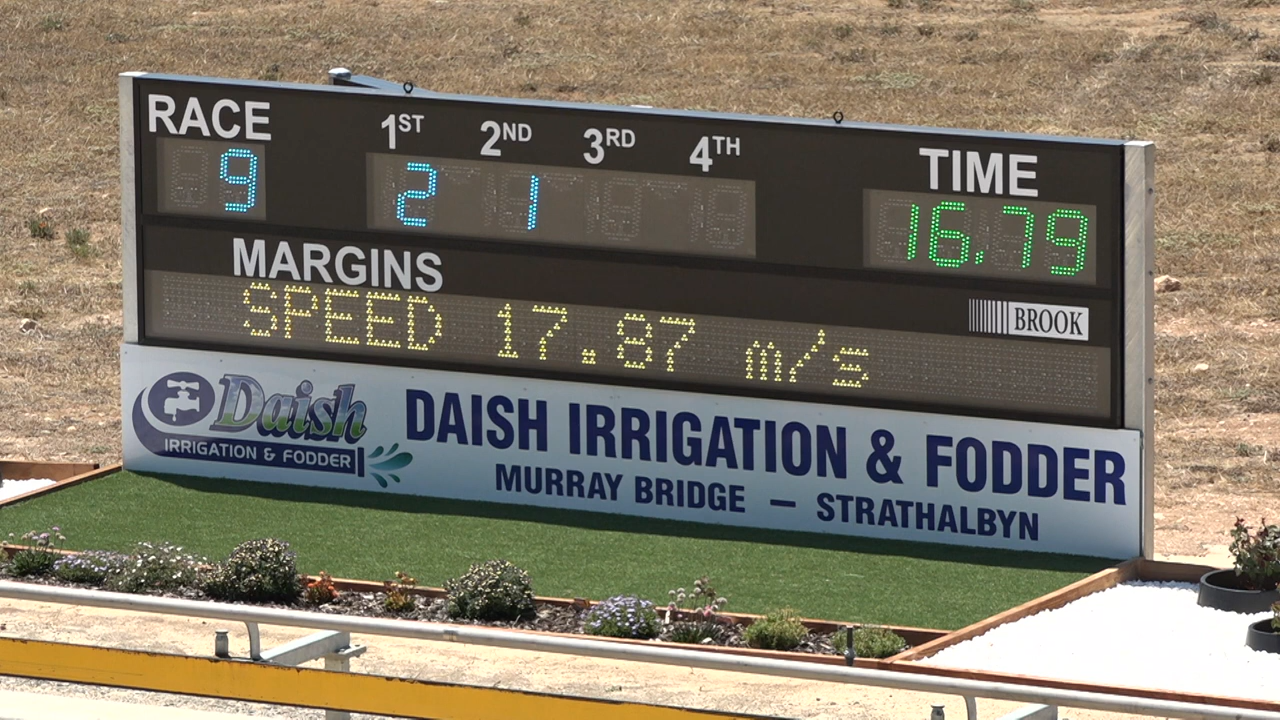 RACE 1ST 2ND 3RD 4TH TIME
9 2 1 16.79
MARGINS
BROOK
SPEED 17.87 m/s
Daish
IRRIGATION & FODDER
DAISH IRRIGATION & FODDER
MURRAY BRIDGE — STRATHALBYN